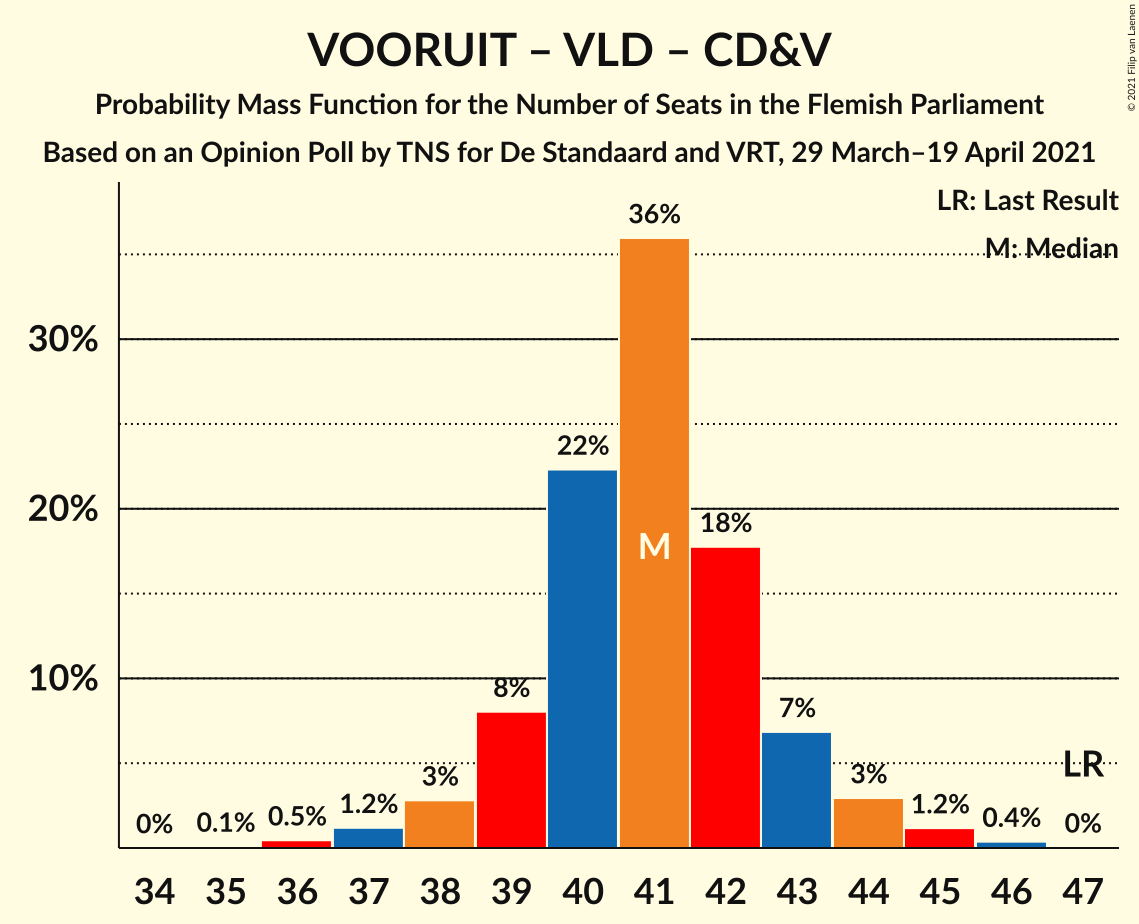 VOORUIT – VLD – CD&V
Probability Mass Function for the Number of Seats in the Flemish Parliament
Based on an Opinion Poll by TNS for De Standaard and VRT, 29 March–19 April 2021
© 2021 Filip van Laenen
LR: Last Result
M: Median
30%
20%
10%
0% 0.1% 0.5% 1.2% 3% 8% 22% 36% 18% 7% 3% 1.2% 0.4% 0%
M
LR
34 35 36 37 38 39 40 41 42 43 44 45 46 47